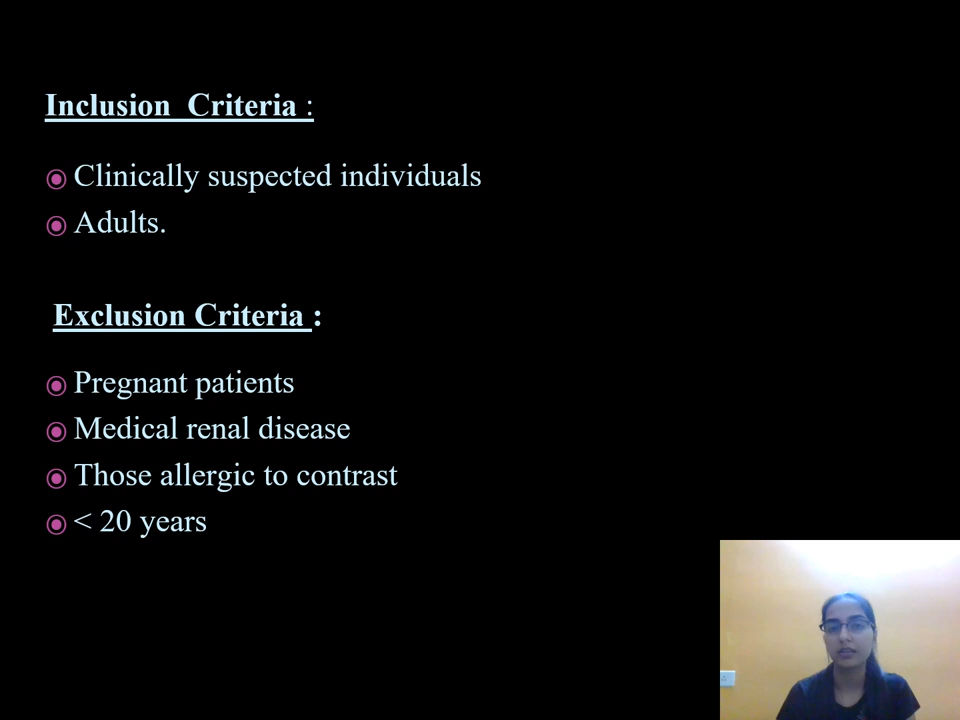 Inclusion  Criteria :
Clinically suspected individuals
Adults.
Exclusion Criteria :
Pregnant patients
Medical renal disease
Those allergic to contrast
< 20 years